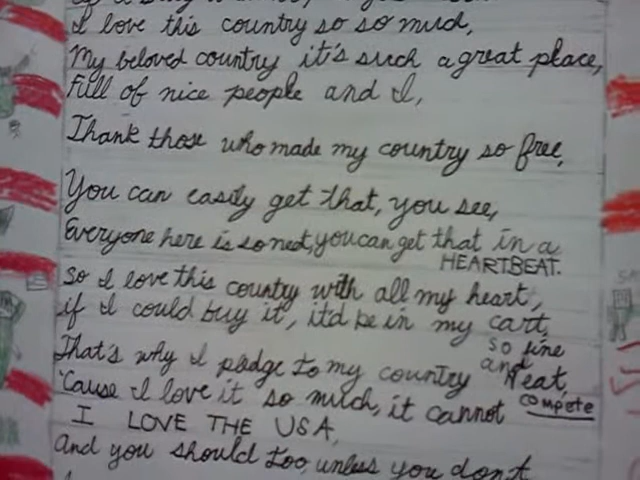 I love this country so so much,
My beloved country it's such a great place,
Full of nice people and I,
Thank those who made my country so free,
You can easily get that, you see,
Everyone here is so neat, you can get that in a
HEARTBEAT.
So I love this country with all my heart,
if I could buy it, it'd be in my cart,
That's why I pledge to my country so fine
and neat,
'Cause I love it so much, it cannot compete
I LOVE THE USA,
And you should too, unless you don't